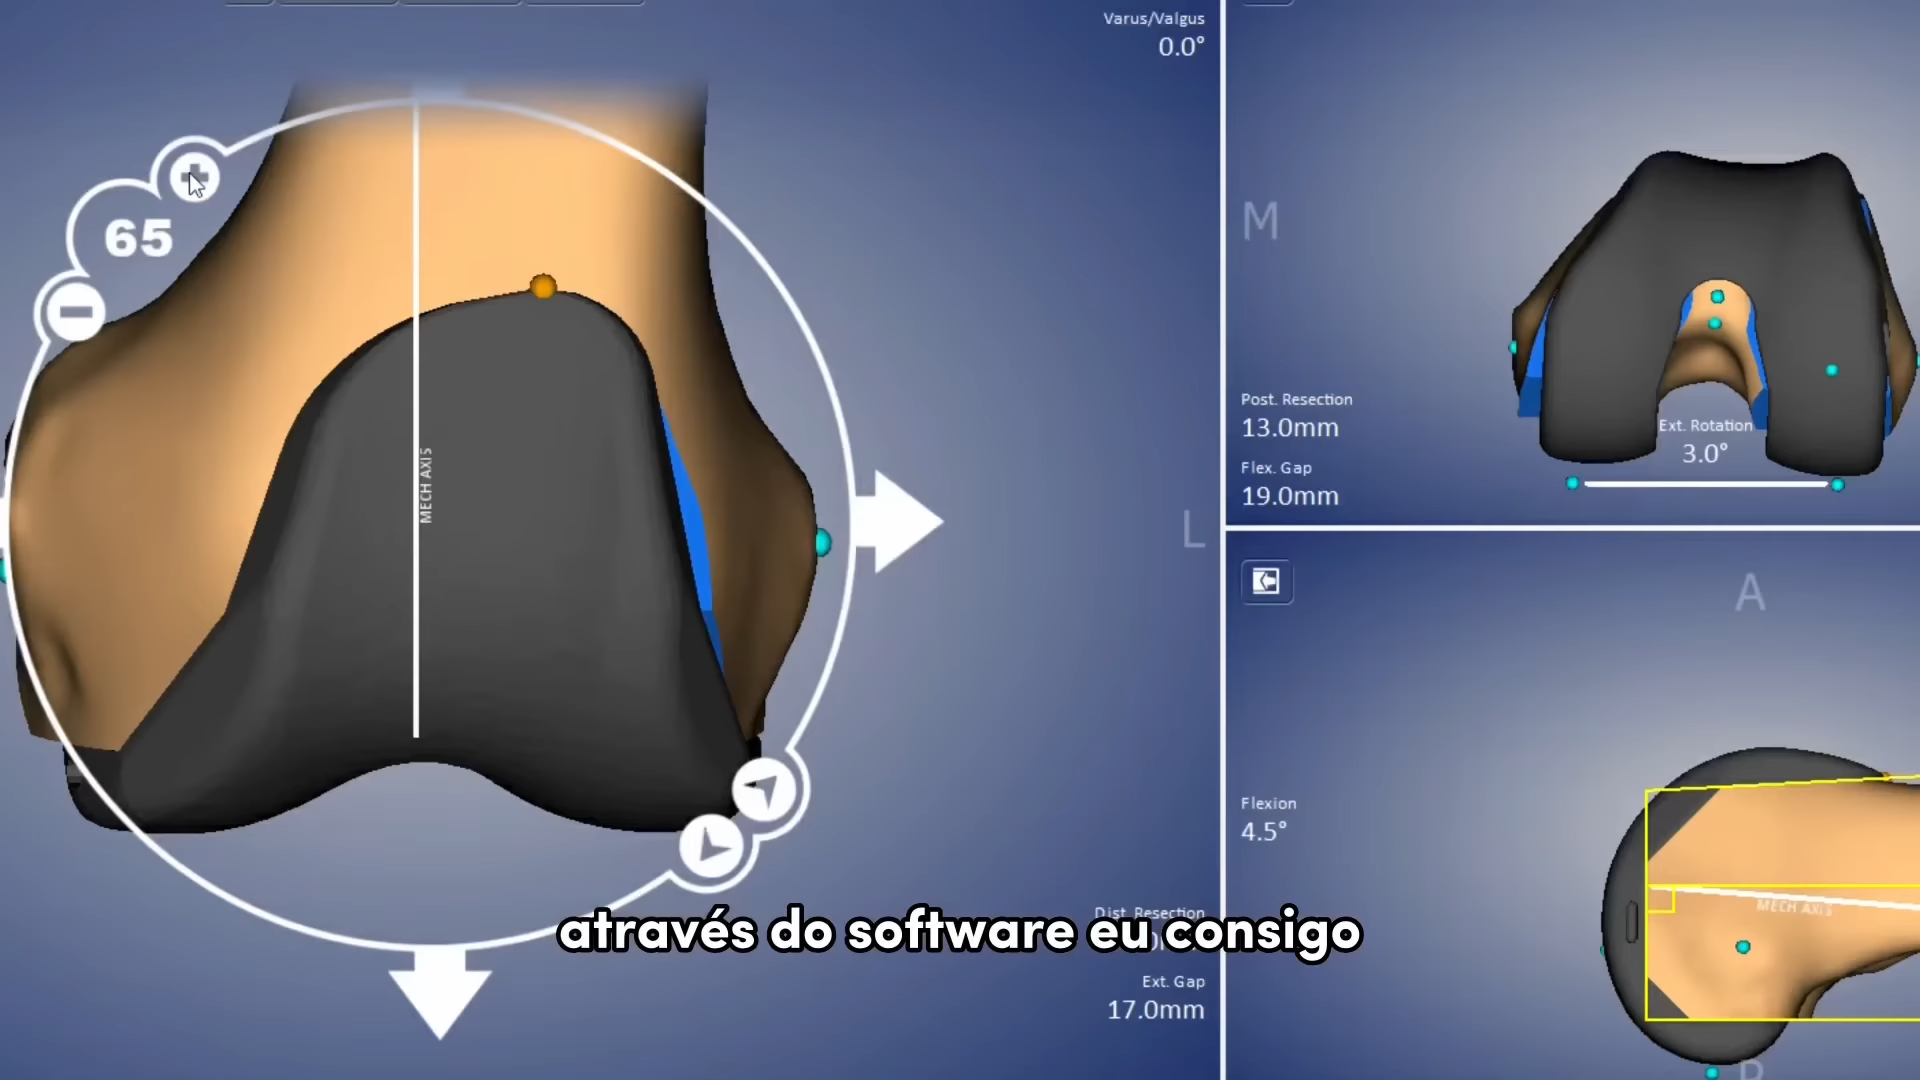 Varus/Valgus
0.0°
65
MECH AXIS
L
M
Post. Resection
13.0mm
Flex. Gap
19.0mm
Ext. Rotation
3.0°
A
Flexion
4.5°
MECH AXIS
Dist. Resection
através do software eu consigo
Ext. Gap
17.0mm